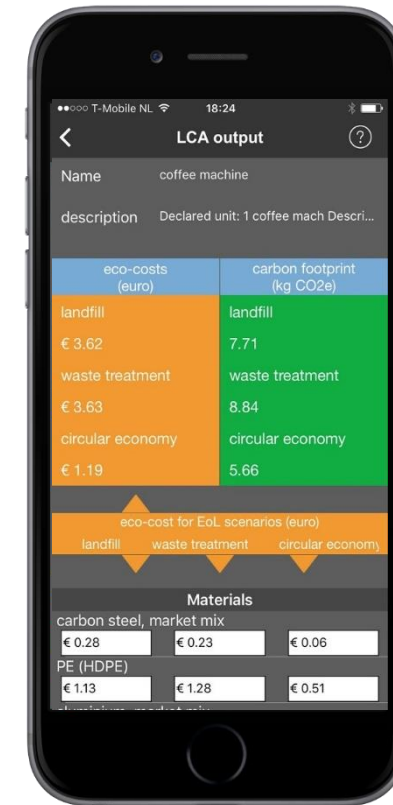 T-Mobile NL 18:24
LCA output ?
Name coffee machine
description Declared unit: 1 coffee mach Descri...
eco-costs carbon footprint
(euro) (kg CO2e)
landfill landfill
€ 3.62 7.71
waste treatment waste treatment
€ 3.63 8.84
circular economy circular economy
€ 1.19 5.66
eco-cost for EoL scenarios (euro)
landfill waste treatment circular economy
Materials
carbon steel, market mix
€ 0.28 € 0.23 € 0.06
PE (HDPE)
€ 1.13 € 1.28 € 0.51
aluminium, market mix